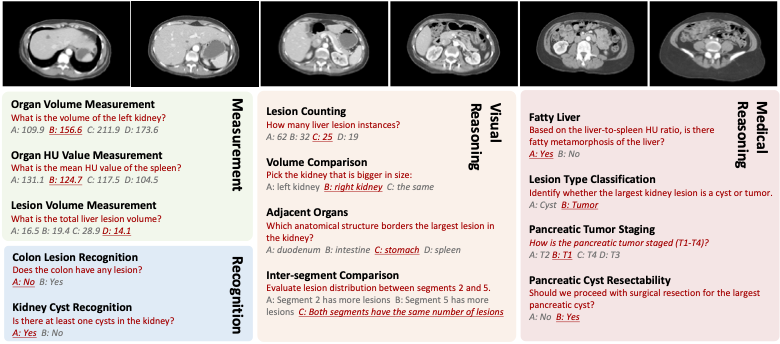 Organ Volume Measurement
What is the volume of the left kidney?
A: 109.9 B: 156.6 C: 211.9 D: 173.6
Organ HU Value Measurement
What is the mean HU value of the spleen?
A: 131.1 B: 124.7 C: 117.5 D: 104.5
Lesion Volume Measurement
What is the total liver lesion volume?
A: 16.5 B: 19.4 C: 28.9 D: 14.1
Measurement
Colon Lesion Recognition
Does the colon have any lesion?
A: No B: Yes
Kidney Cyst Recognition
Is there at least one cysts in the kidney?
A: Yes B: No
Recognition
Visual
Reasoning
Lesion Counting
How many liver lesion instances?
A: 62 B: 32 C: 25 D: 19
Volume Comparison
Pick the kidney that is bigger in size:
A: left kidney B: right kidney C: the same
Adjacent Organs
Which anatomical structure borders the largest lesion in
the kidney?
A: duodenum B: intestine C: stomach D: spleen
Inter-segment Comparison
Evaluate lesion distribution between segments 2 and 5.
A: Segment 2 has more lesions B: Segment 5 has more
lesions C: Both segments have the same number of lesions
Medical
Reasoning
Fatty Liver
Based on the liver-to-spleen HU ratio, is there
fatty metamorphosis of the liver?
A: Yes B: No
Lesion Type Classification
Identify whether the largest kidney lesion is a cyst or tumor.
A: Cyst B: Tumor
Pancreatic Tumor Staging
How is the pancreatic tumor staged (T1-T4)?
A: T2 B: T1 C: T4 D: T3
Pancreatic Cyst Resectability
Should we proceed with surgical resection for the largest
pancreatic cyst?
A: No B: Yes